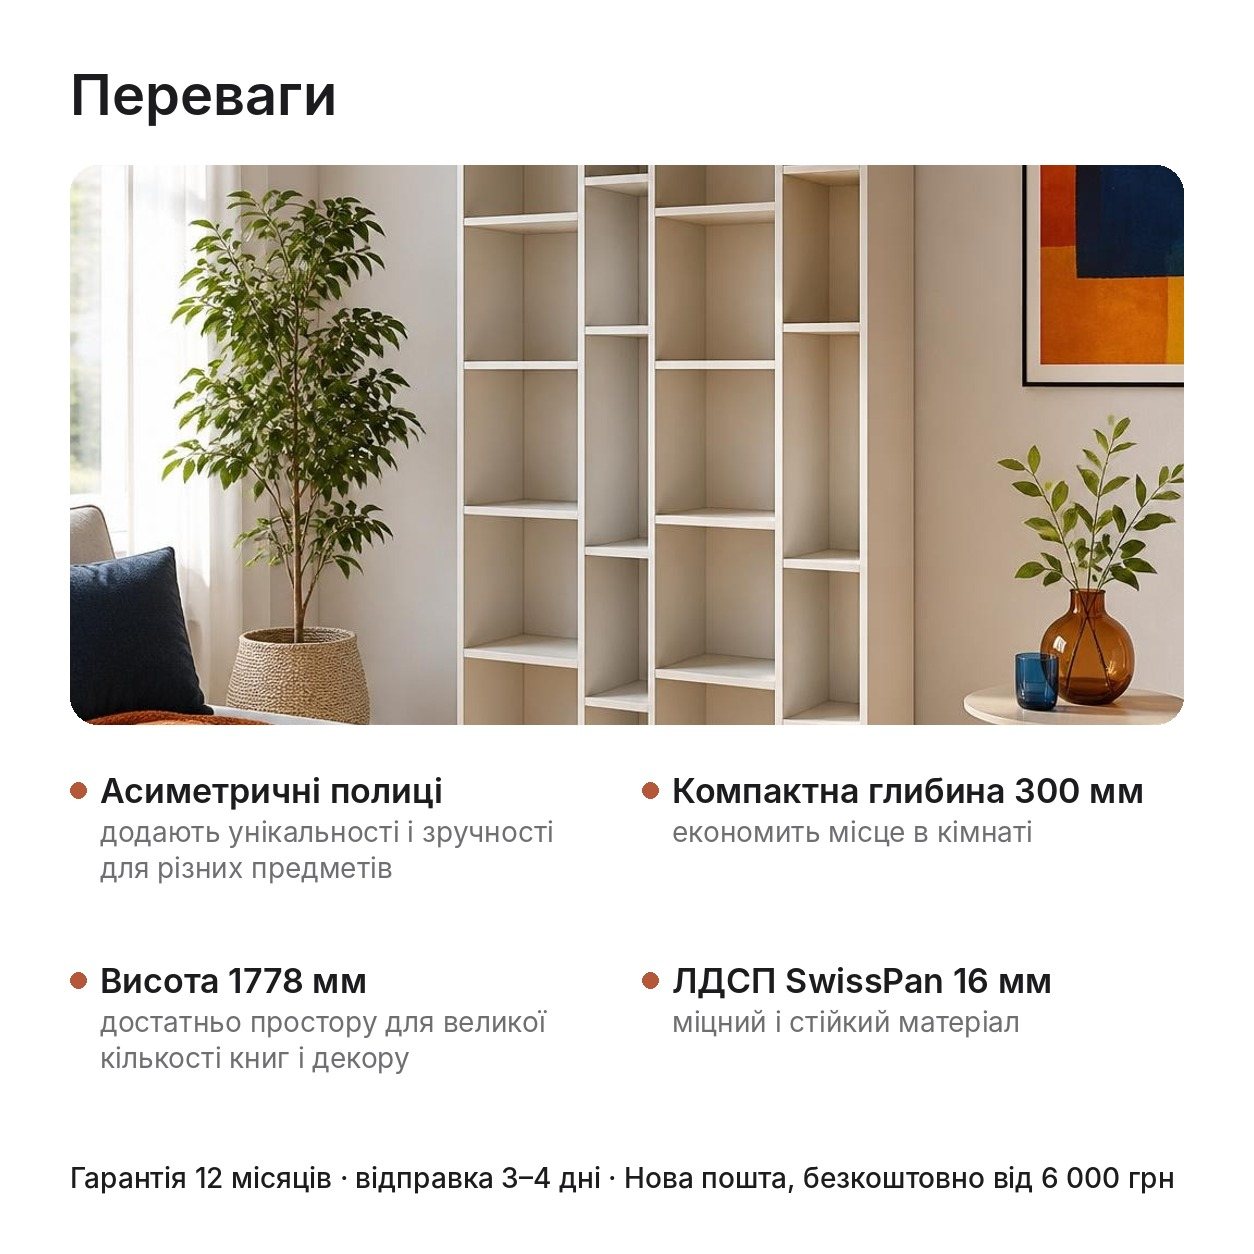 Переваги
Асиметричні полиці
додають унікальності і зручності
для різних предметів
Компактна глибина 300 мм
економить місце в кімнаті
Висота 1778 мм
достатньо простору для великої
кількості книг і декору
ЛДСП SwissPan 16 мм
міцний і стійкий матеріал
Гарантія 12 місяців · відправка 3–4 дні · Нова пошта, безкоштовно від 6 000 грн